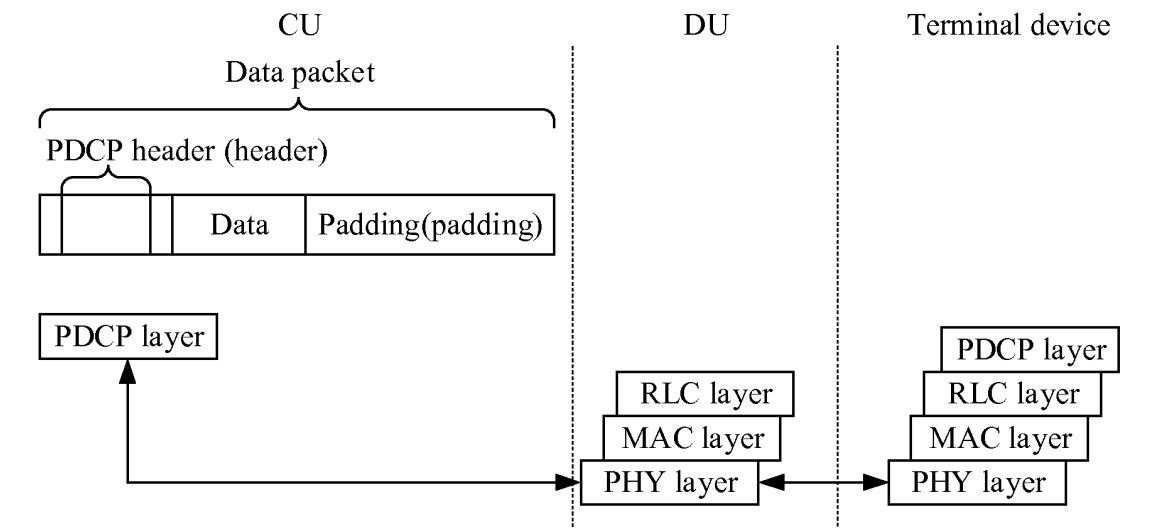 CU
DU
Terminal device
Data packet
PDCP header (header)
Data
Padding(padding)
PDCP layer
RLC layer
MAC layer
PHY layer
PDCP layer
RLC layer
MAC layer
PHY layer